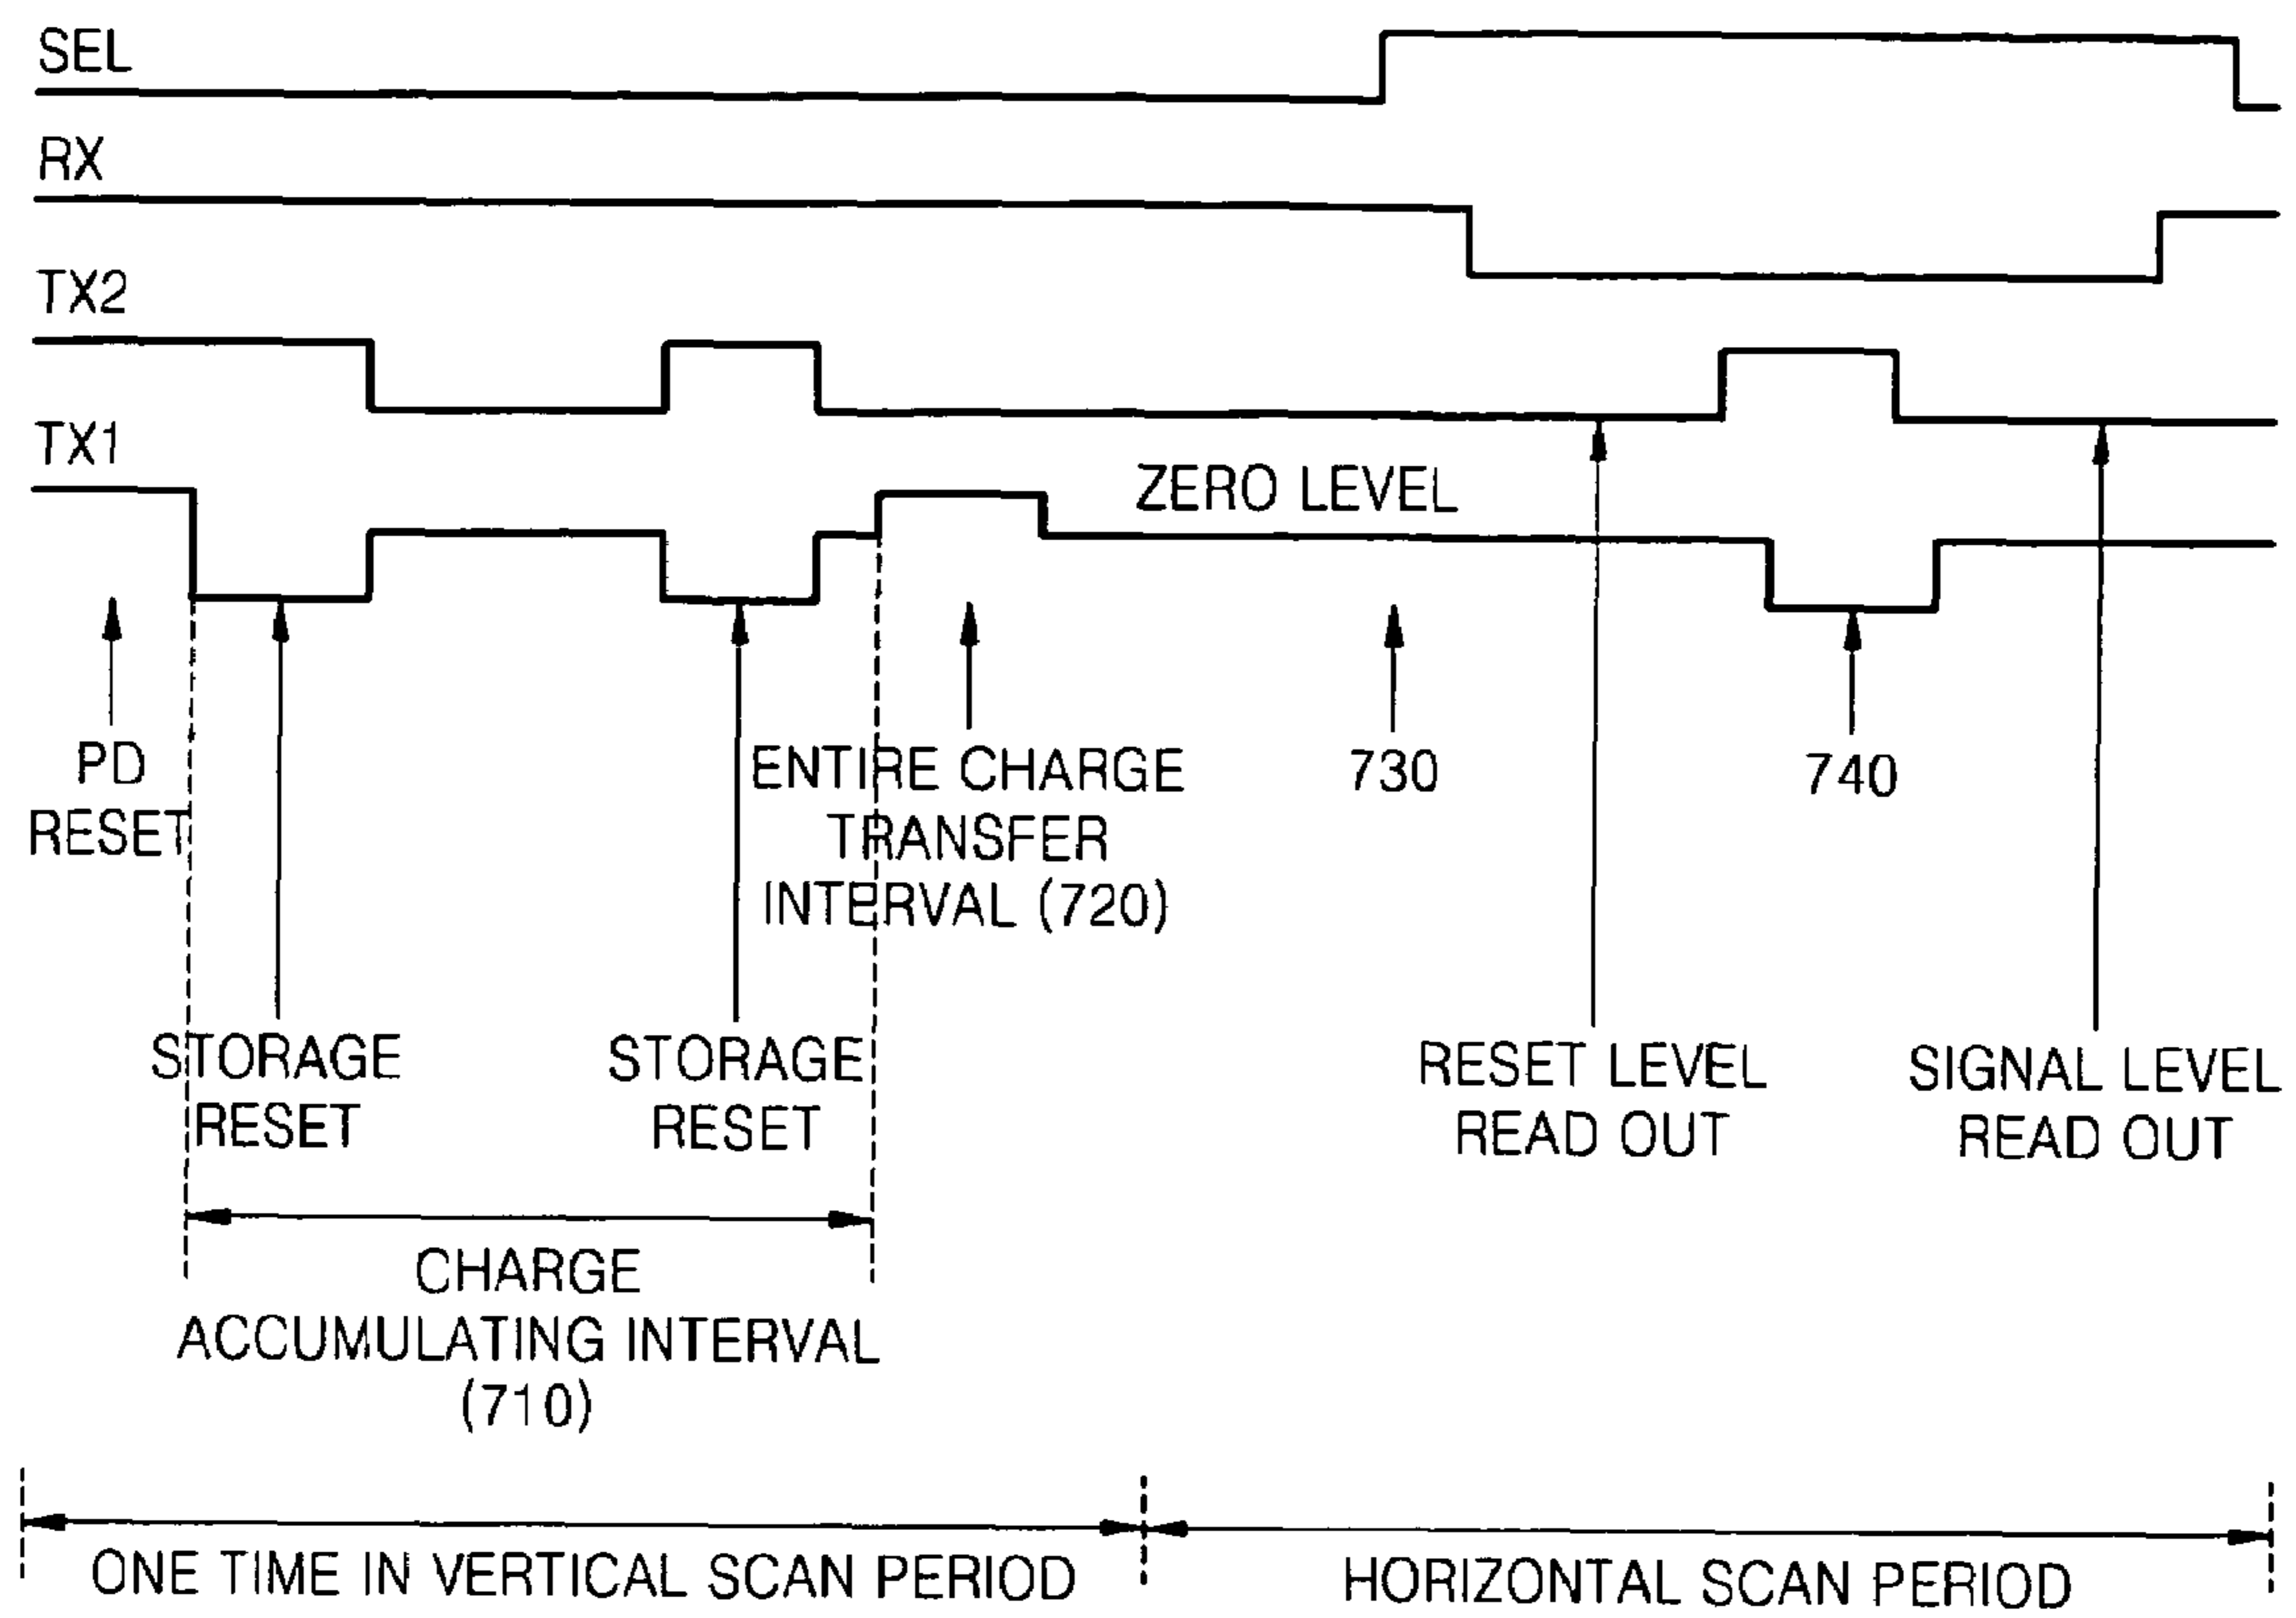 SEL
RX
TX2
TX1
ZERO LEVEL
PD
RESET
ENTIRE CHARGE
TRANSFER
INTERVAL (720)
730
740
STORAGE
RESET
STORAGE
RESET
RESET LEVEL
READ OUT
SIGNAL LEVEL
READ OUT
CHARGE
ACCUMULATING INTERVAL
(710)
ONE TIME IN VERTICAL SCAN PERIOD
HORIZONTAL SCAN PERIOD